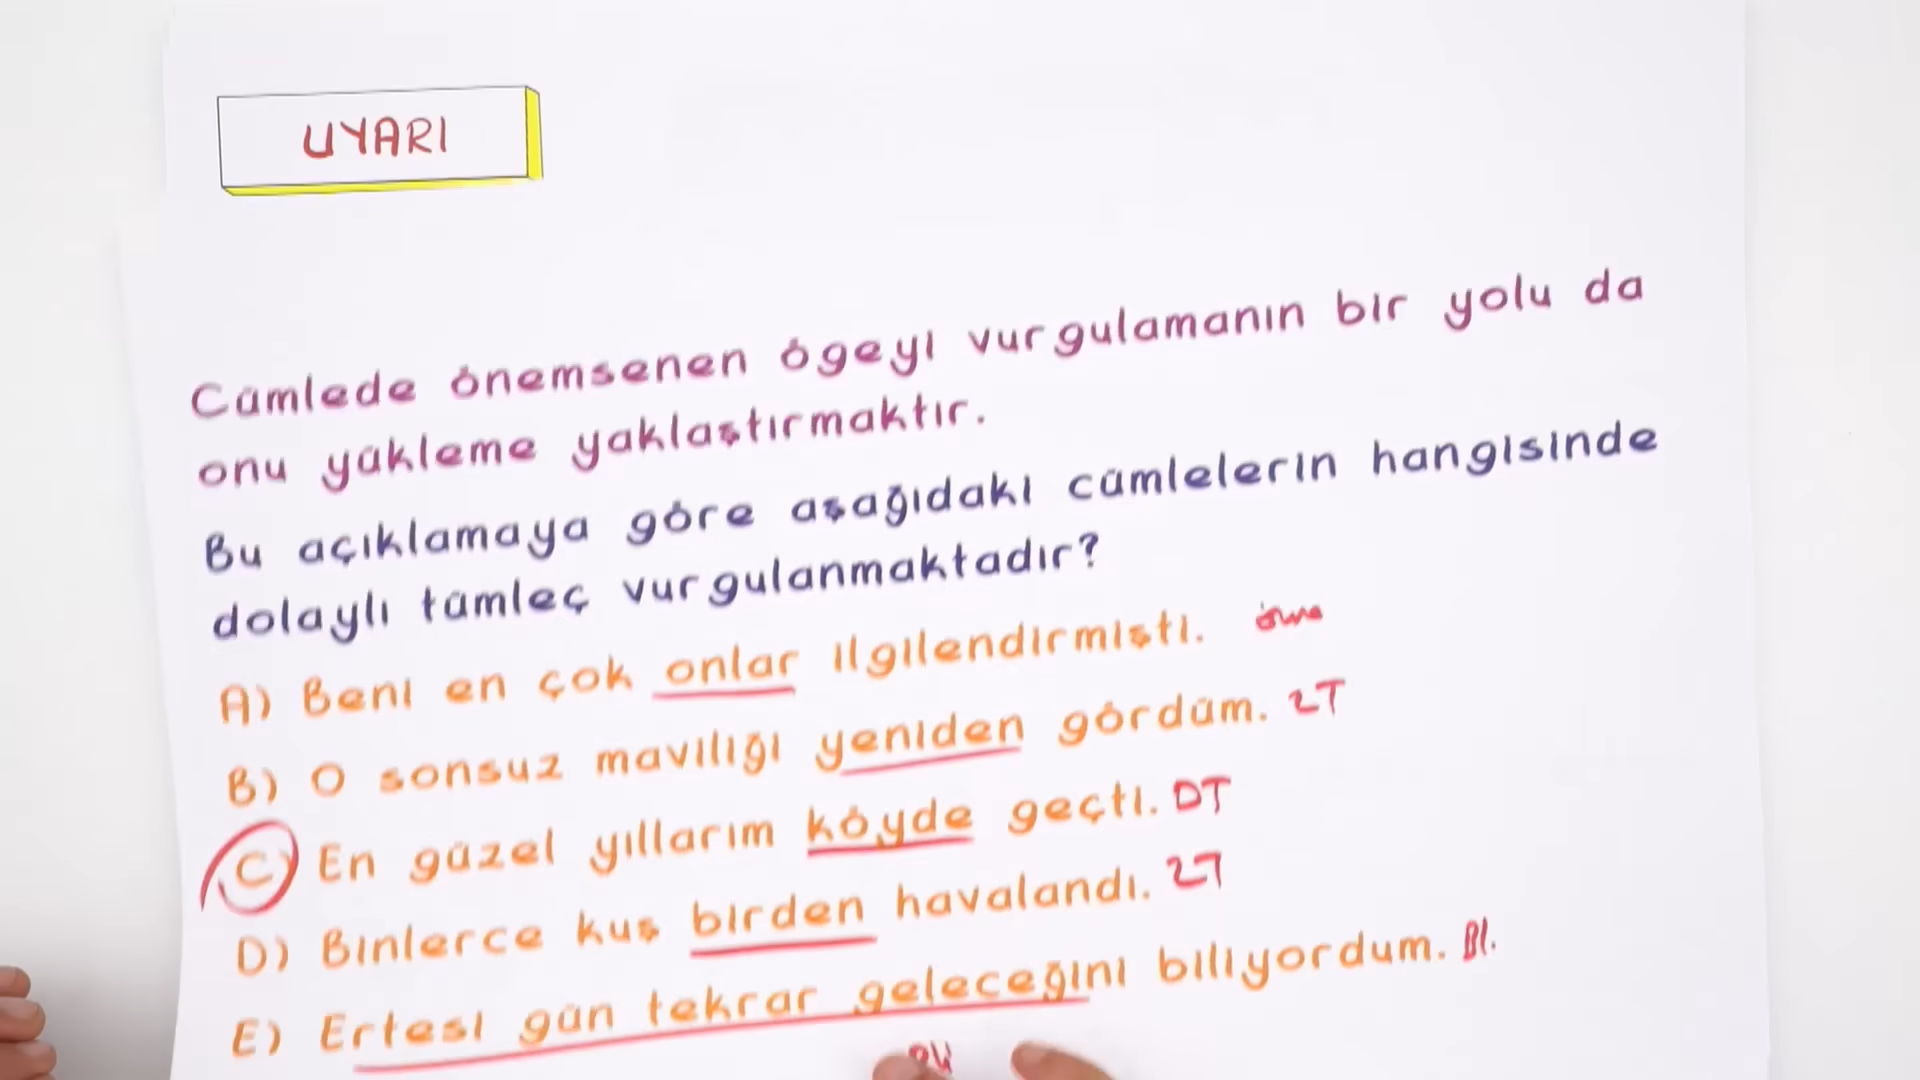 UYARI
Cümlede önemsenen ögeyi vurgulamanın bir yolu da
onu yükleme yaklaştırmaktır.
Bu açıklamaya göre aşağıdaki cümlelerin hangisinde
dolaylı tümleç vurgulanmaktadır?
A) Beni en çok onlar ilgilendirmişti.
B) O sonsuz maviliği yeniden gördüm. ZT
C) En güzel yıllarım köyde geçti. DT
D) Binlerce kuş birden havalandı. ZT
E) Ertesi gün tekrar geleceğini biliyordum. Bl.